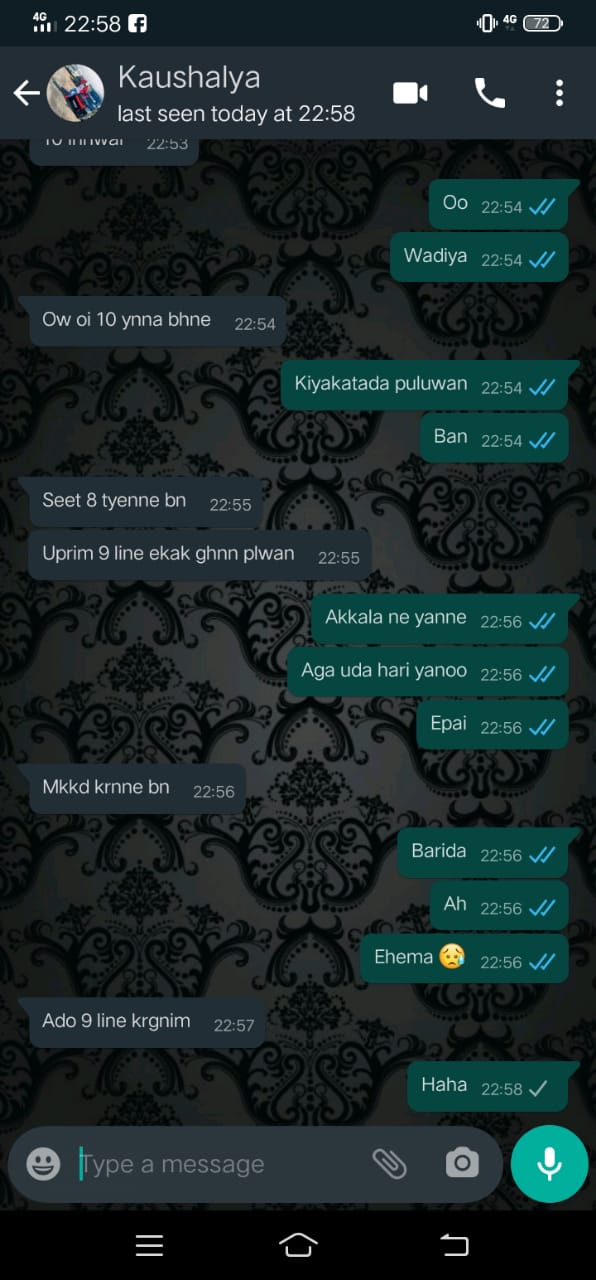 4G 22:58 4G 72
Kaushalya
last seen today at 22:58
22:53
Oo 22:54
Wadiya 22:54
Ow oi 10 ynna bhne 22:54
Kiyakatada puluwan 22:54
Ban 22:54
Seet 8 tyenne bn 22:55
Uprim 9 line ekak ghnn plwan 22:55
Akkala ne yanne 22:56
Aga uda hari yanoo 22:56
Epai 22:56
Mkkd krnne bn 22:56
Barida 22:56
Ah 22:56
Ehema 😥 22:56
Ado 9 line krgnim 22:57
Haha 22:58
Type a message